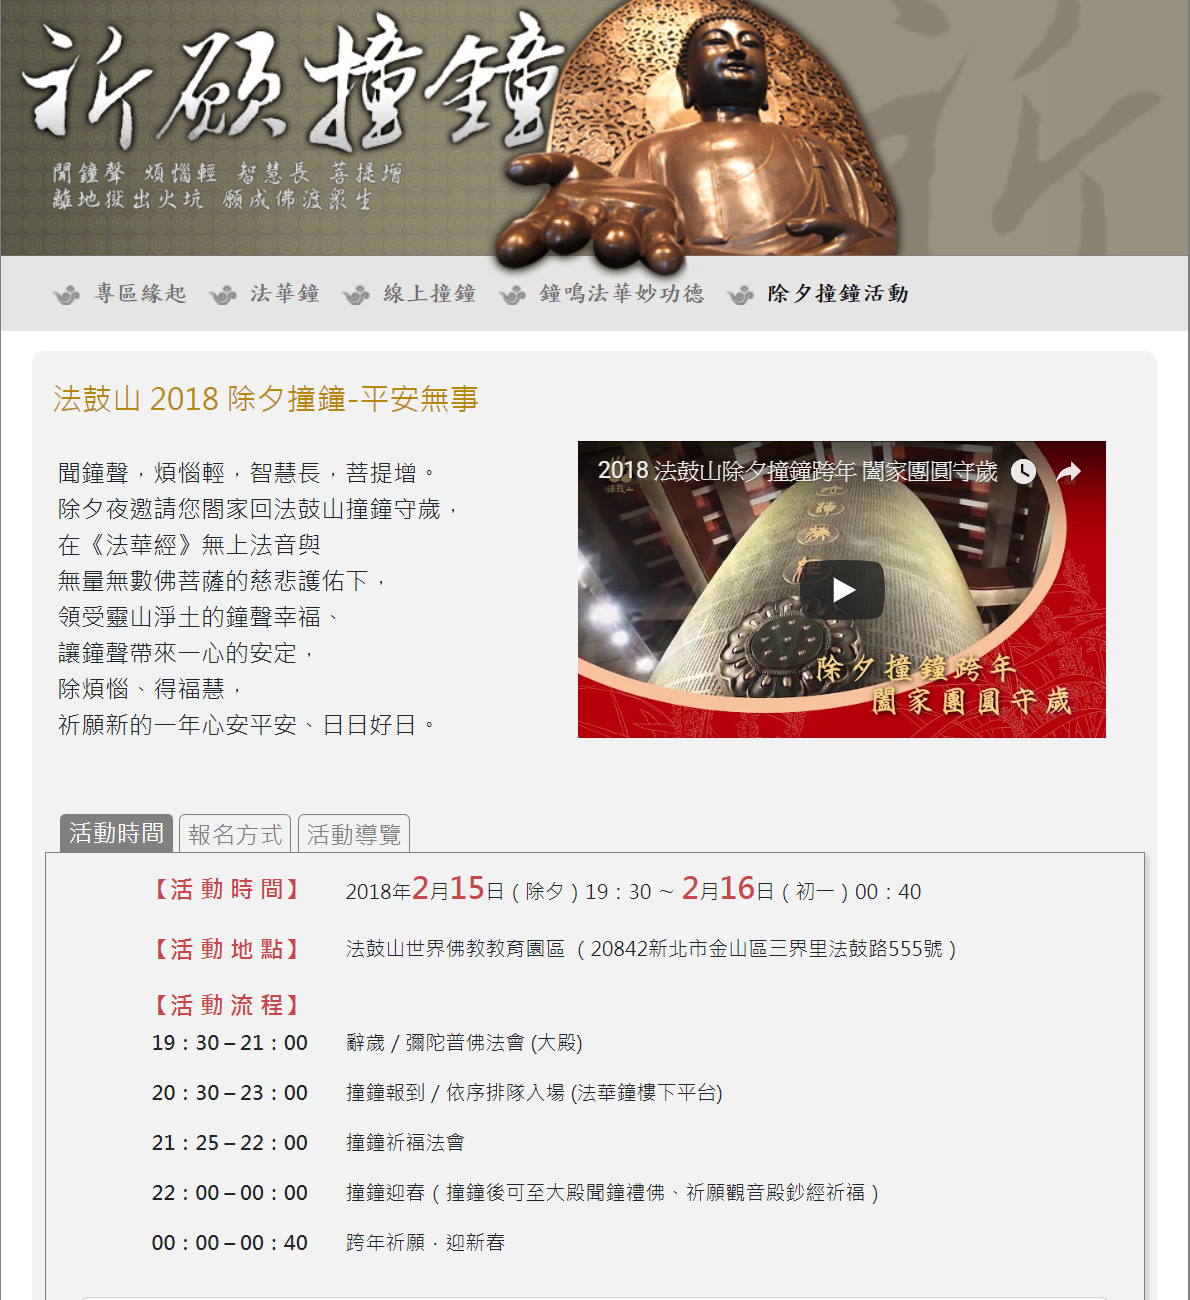 祈願撞鐘
聞鐘聲 煩惱輕 智慧長 菩提增
離地獄 出火坑 願成佛 渡眾生
祈
專區緣起 法華鐘 線上撞鐘 鐘鳴法華妙功德 除夕撞鐘活動
法鼓山 2018 除夕撞鐘-平安無事
聞鐘聲，煩惱輕，智慧長，菩提增。
除夕夜邀請您閤家回法鼓山撞鐘守歲，
在《法華經》無上法音與
無量無數佛菩薩的慈悲護佑下，
領受靈山淨土的鐘聲幸福、
讓鐘聲帶來一心的安定，
除煩惱、得福慧，
祈願新的一年心安平安、日日好日。
2018 法鼓山除夕撞鐘跨年 闔家團圓守歲
法鼓山
除夕撞鐘跨年
闔家團圓守歲
活動時間 報名方式 活動導覽
【活 動 時 間】 2018年2月15日（除夕）19：30 ～ 2月16日（初一）00：40
【活 動 地 點】 法鼓山世界佛教教育園區 （20842新北市金山區三界里法鼓路555號）
【活 動 流 程】
19：30－21：00 辭歲 / 彌陀普佛法會 (大殿)
20：30－23：00 撞鐘報到 / 依序排隊入場 (法華鐘樓下平台)
21：25－22：00 撞鐘祈福法會
22：00－00：00 撞鐘迎春（撞鐘後可至大殿聞鐘禮佛、祈願觀音殿鈔經祈福）
00：00－00：40 跨年祈願．迎新春